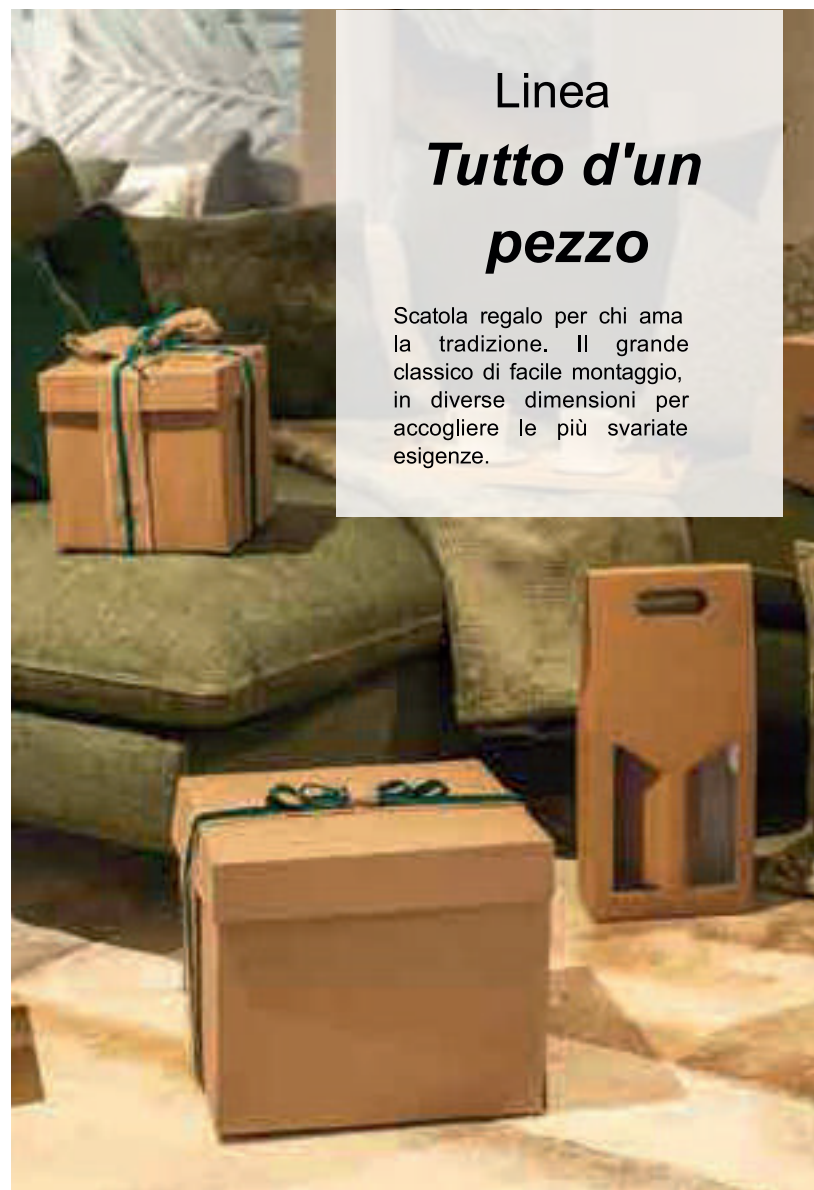 Linea
Tutto d'un
pezzo
Scatola regalo per chi ama
la tradizione. Il grande
classico di facile montaggio,
in diverse dimensioni per
accogliere le più svariate
esigenze.